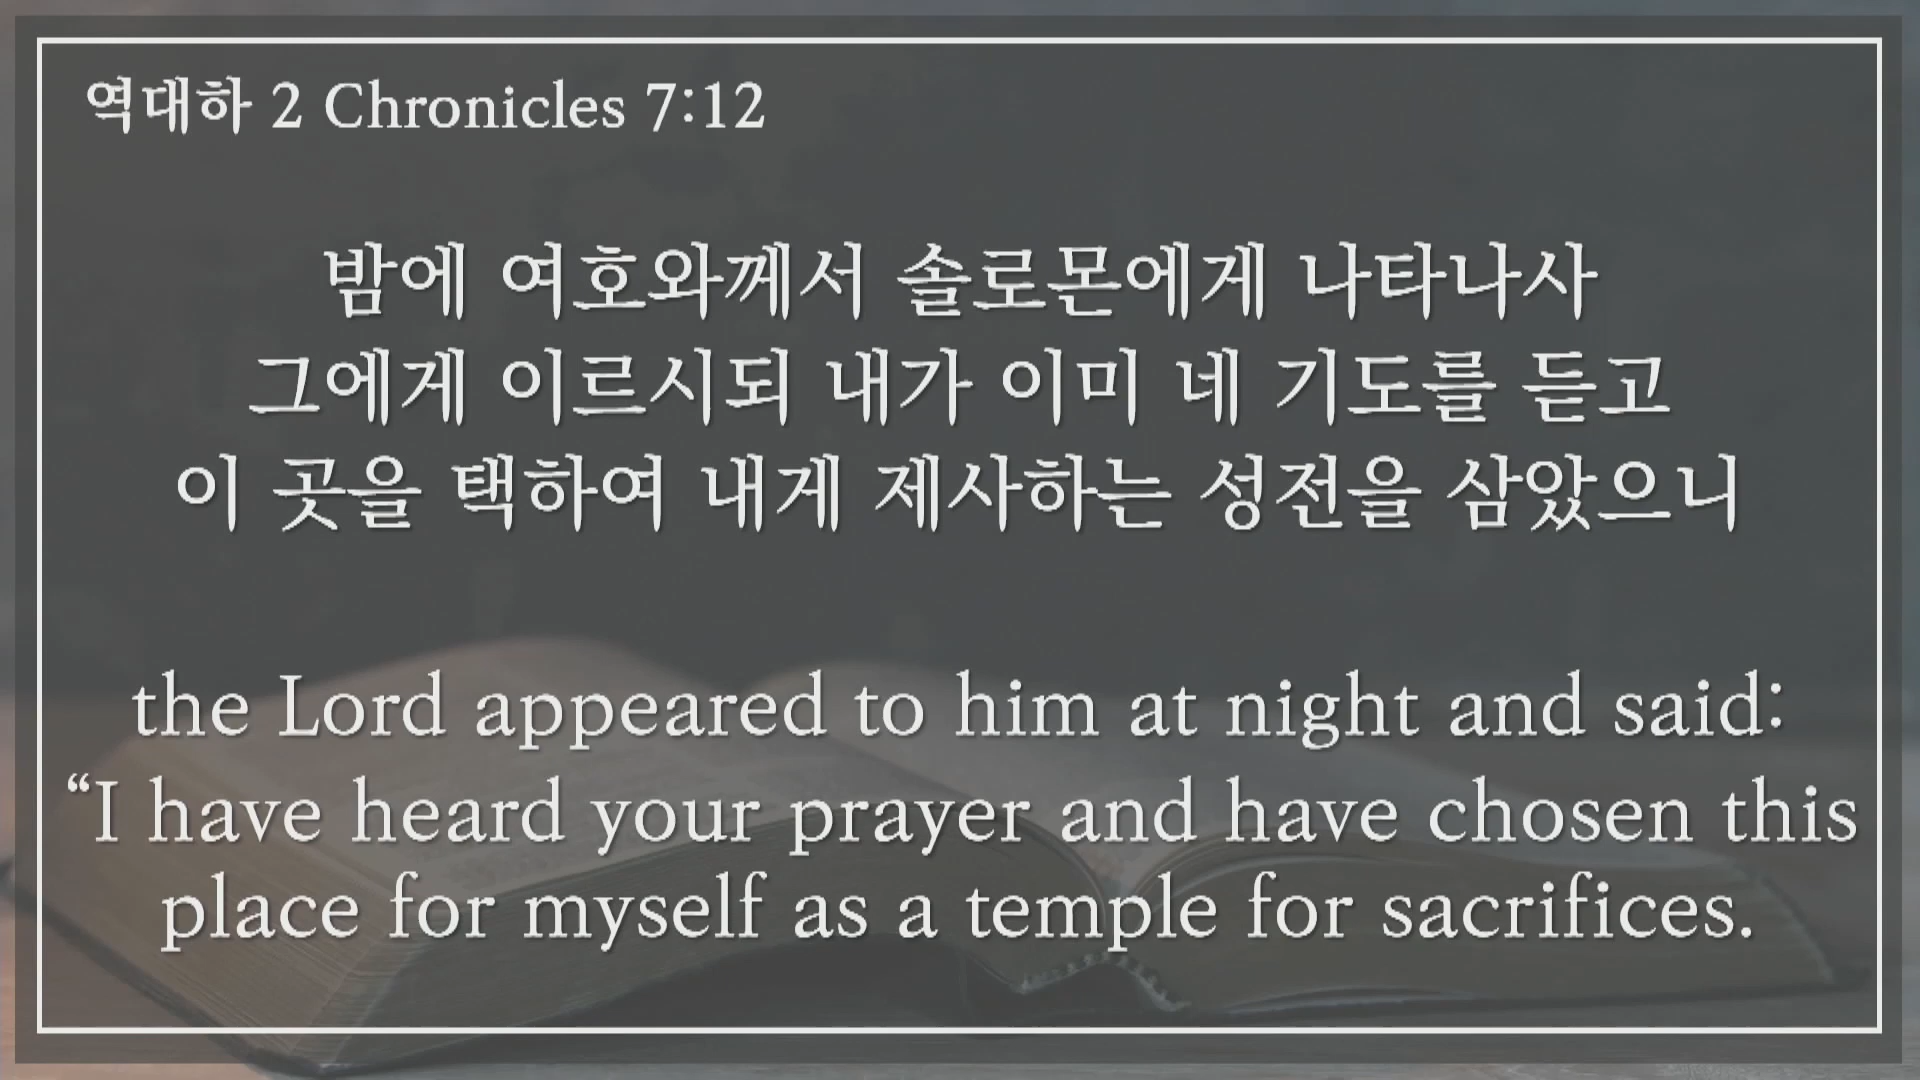 역대하 2 Chronicles 7:12
밤에 여호와께서 솔로몬에게 나타나사
그에게 이르시되 내가 이미 네 기도를 듣고
이 곳을 택하여 내게 제사하는 성전을 삼았으니
the Lord appeared to him at night and said:
“I have heard your prayer and have chosen this
place for myself as a temple for sacrifices.